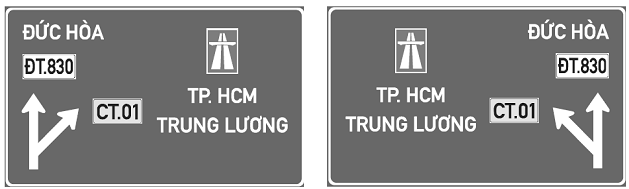 ĐỨC HÒA
ĐT.830
CT.01
TP. HCM
TRUNG LƯƠNG
ĐỨC HÒA
ĐT.830
TP. HCM
CT.01
TRUNG LƯƠNG